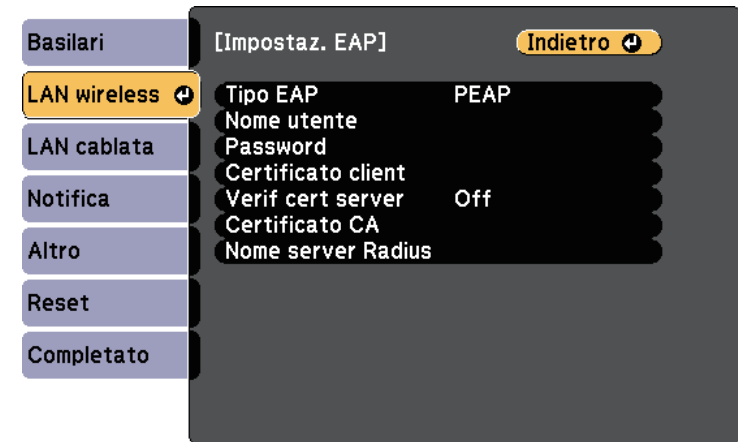 Basilari
LAN wireless
LAN cablata
Notifica
Altro
Reset
Completato
[Impostaz. EAP]
Indietro
Tipo EAP PEAP
Nome utente
Password
Certificato client
Verif cert server Off
Certificato CA
Nome server Radius